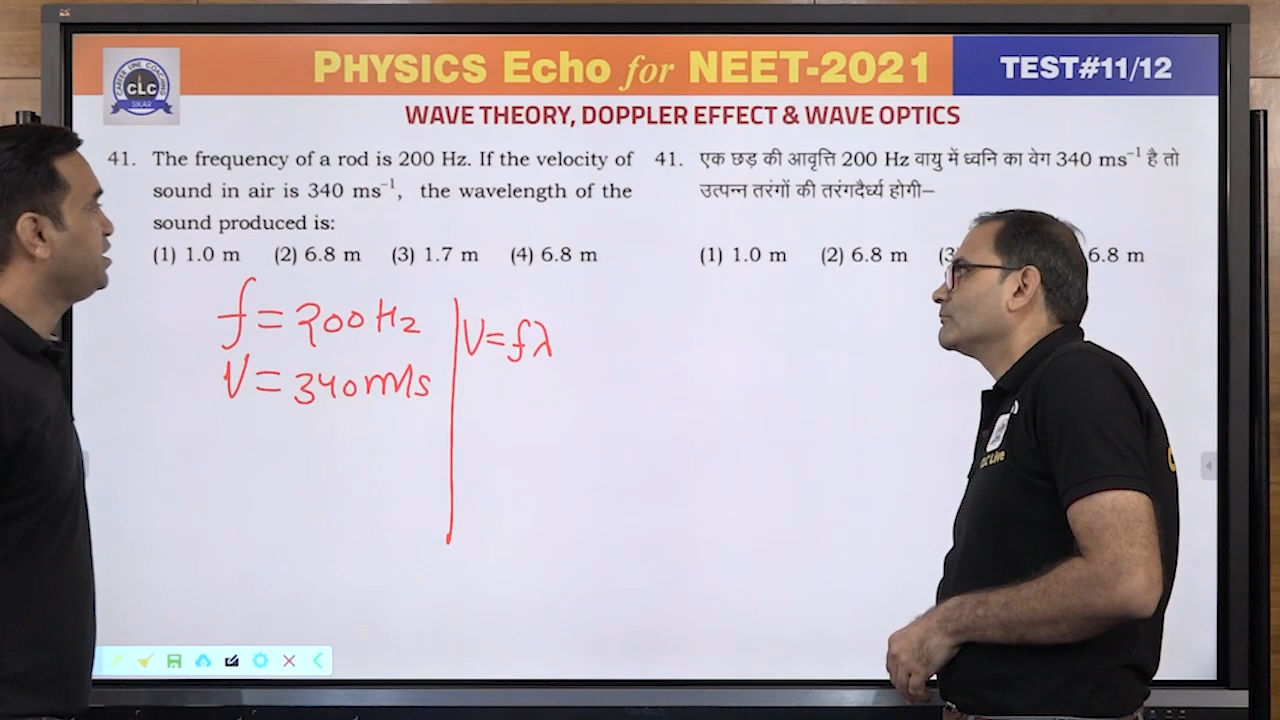 PHYSICS Echo for NEET-2021
TEST#11/12
CAREER LINE COACHING
CLC
SIKAR
WAVE THEORY, DOPPLER EFFECT & WAVE OPTICS
41. The frequency of a rod is 200 Hz. If the velocity of
sound in air is 340 ms⁻¹, the wavelength of the
sound produced is:
(1) 1.0 m (2) 6.8 m (3) 1.7 m (4) 6.8 m
41. एक छड़ की आवृत्ति 200 Hz वायु में ध्वनि का वेग 340 ms⁻¹ है तो
उत्पन्न तरंगों की तरंगदैर्ध्य होगी–
(1) 1.0 m (2) 6.8 m (3 6.8 m
f = 200 Hz
V = 340 m/s
V = fλ
CLC Live